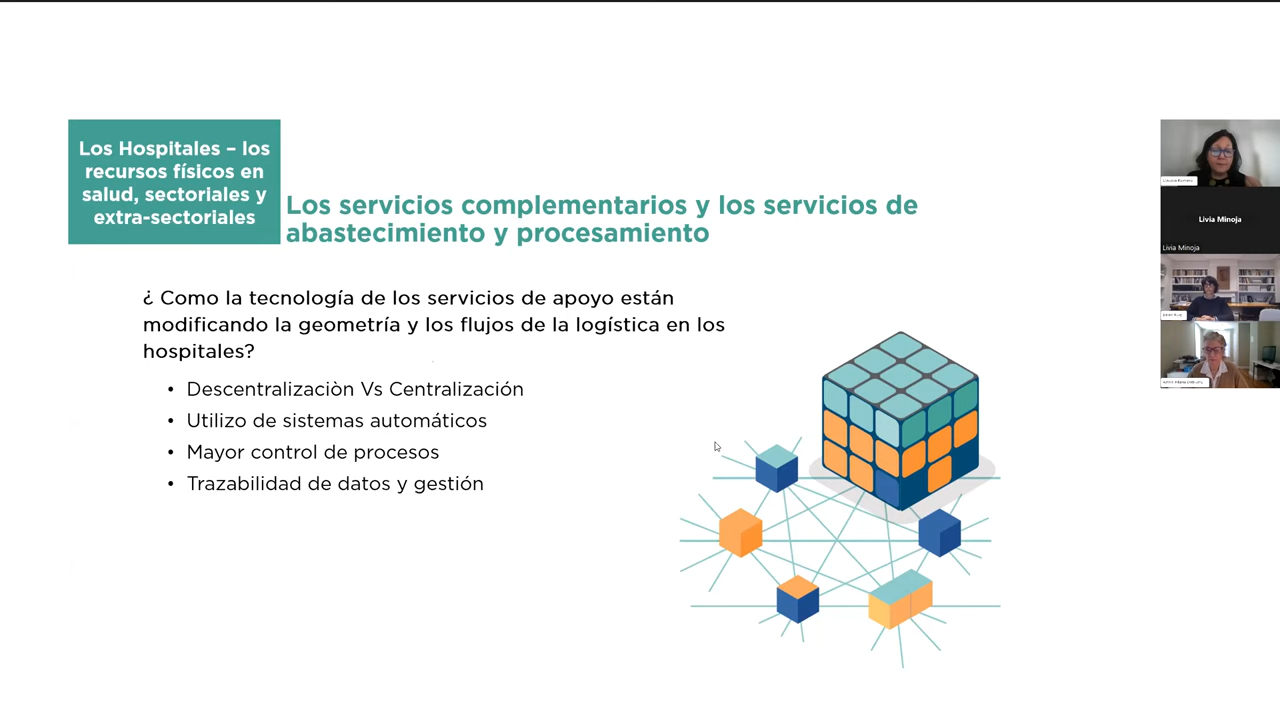 Los Hospitales – los
recursos físicos en
salud, sectoriales y
extra-sectoriales
Los servicios complementarios y los servicios de
abastecimiento y procesamiento
¿ Como la tecnología de los servicios de apoyo están
modificando la geometría y los flujos de la logística en los
hospitales?
• Descentralizaciòn Vs Centralización
• Utilizo de sistemas automáticos
• Mayor control de procesos
• Trazabilidad de datos y gestión
Livia Minoja
Livia Minoja